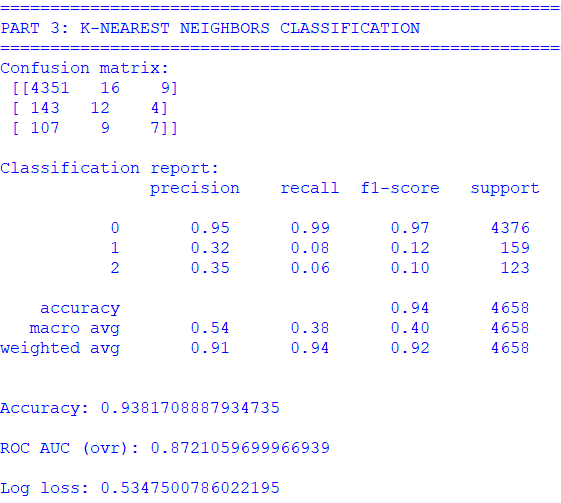 ========================================================
PART 3: K-NEAREST NEIGHBORS CLASSIFICATION
========================================================
Confusion matrix:
 [[4351   16    9]
 [ 143   12    4]
 [ 107    9    7]]
Classification report:
               precision    recall  f1-score   support
           0       0.95      0.99      0.97      4376
           1       0.32      0.08      0.12       159
           2       0.35      0.06      0.10       123
    accuracy                           0.94      4658
   macro avg       0.54      0.38      0.40      4658
weighted avg       0.91      0.94      0.92      4658
Accuracy: 0.9381708887934735
ROC AUC (ovr): 0.8721059699966939
Log loss: 0.5347500786022195